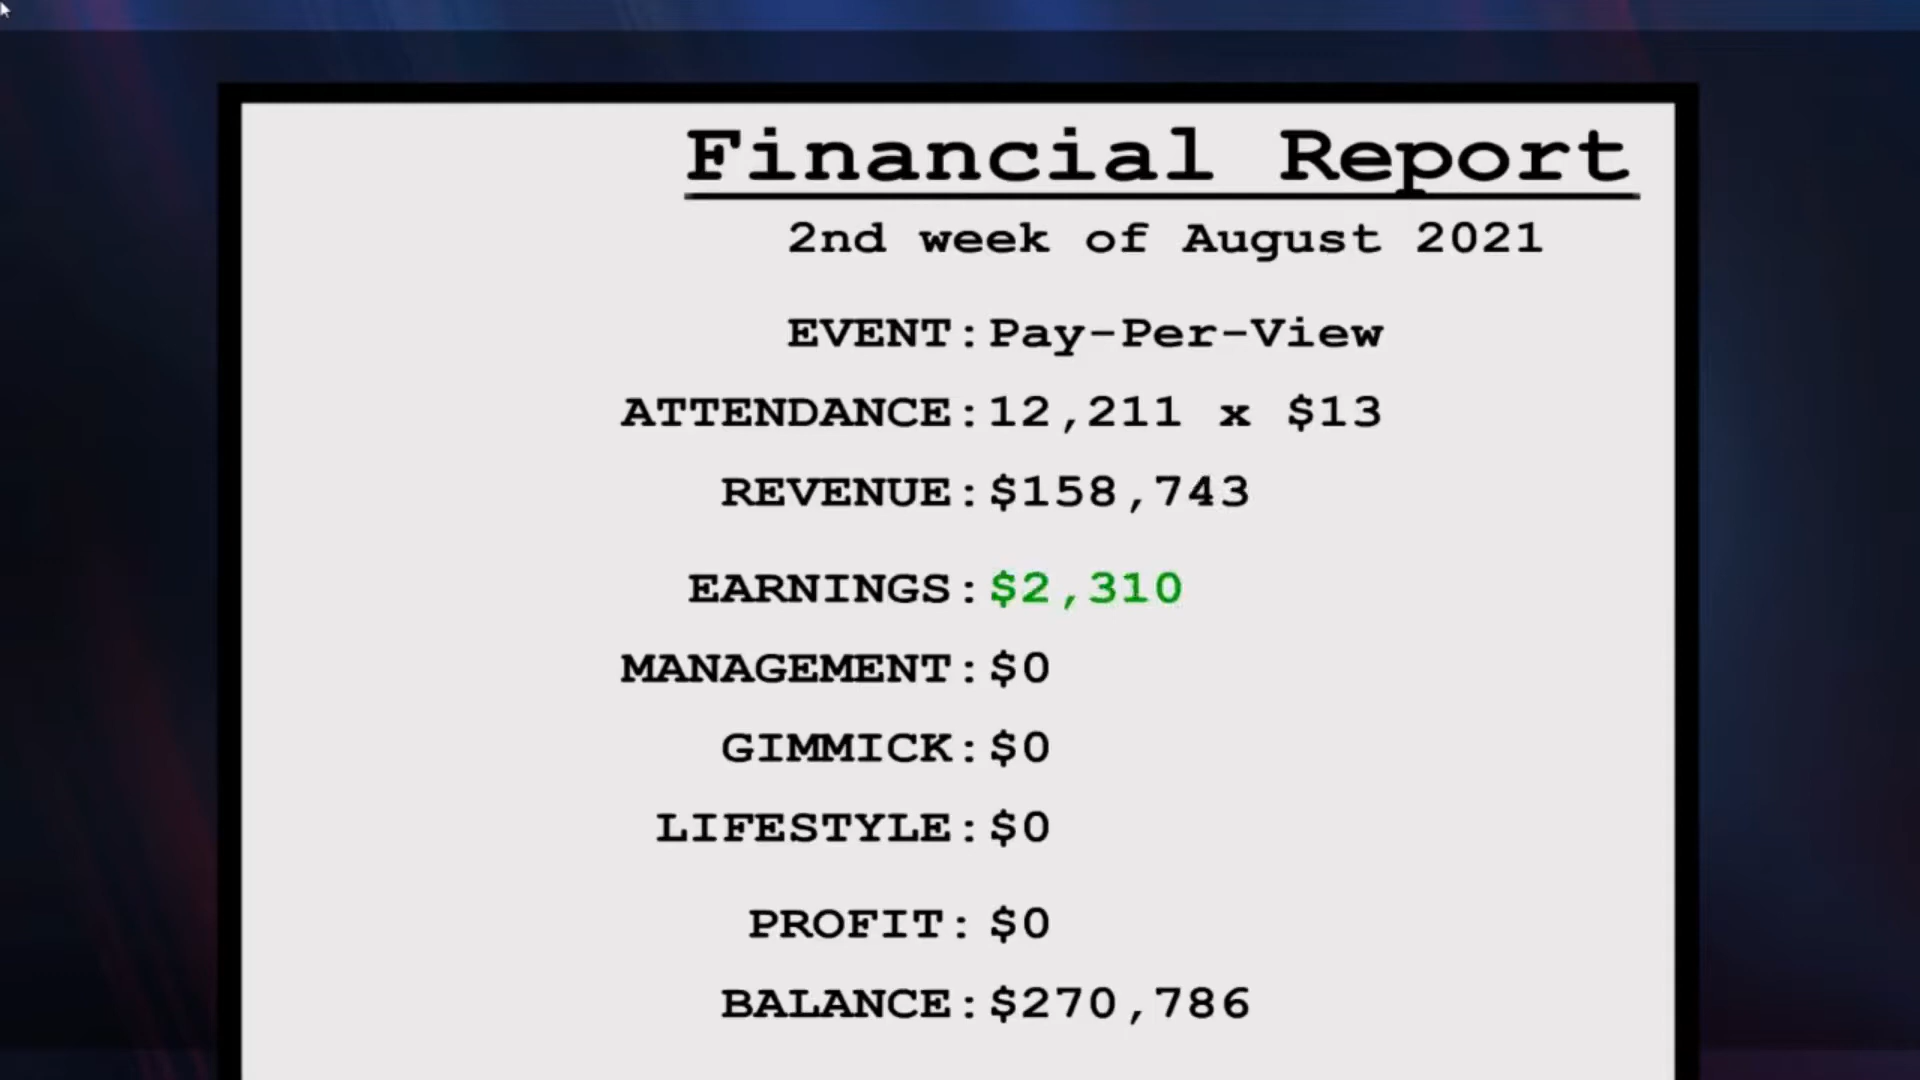 Financial Report
2nd week of August 2021
EVENT: Pay-Per-View
ATTENDANCE: 12,211 x $13
REVENUE: $158,743
EARNINGS: $2,310
MANAGEMENT: $0
GIMMICK: $0
LIFESTYLE: $0
PROFIT: $0
BALANCE: $270,786